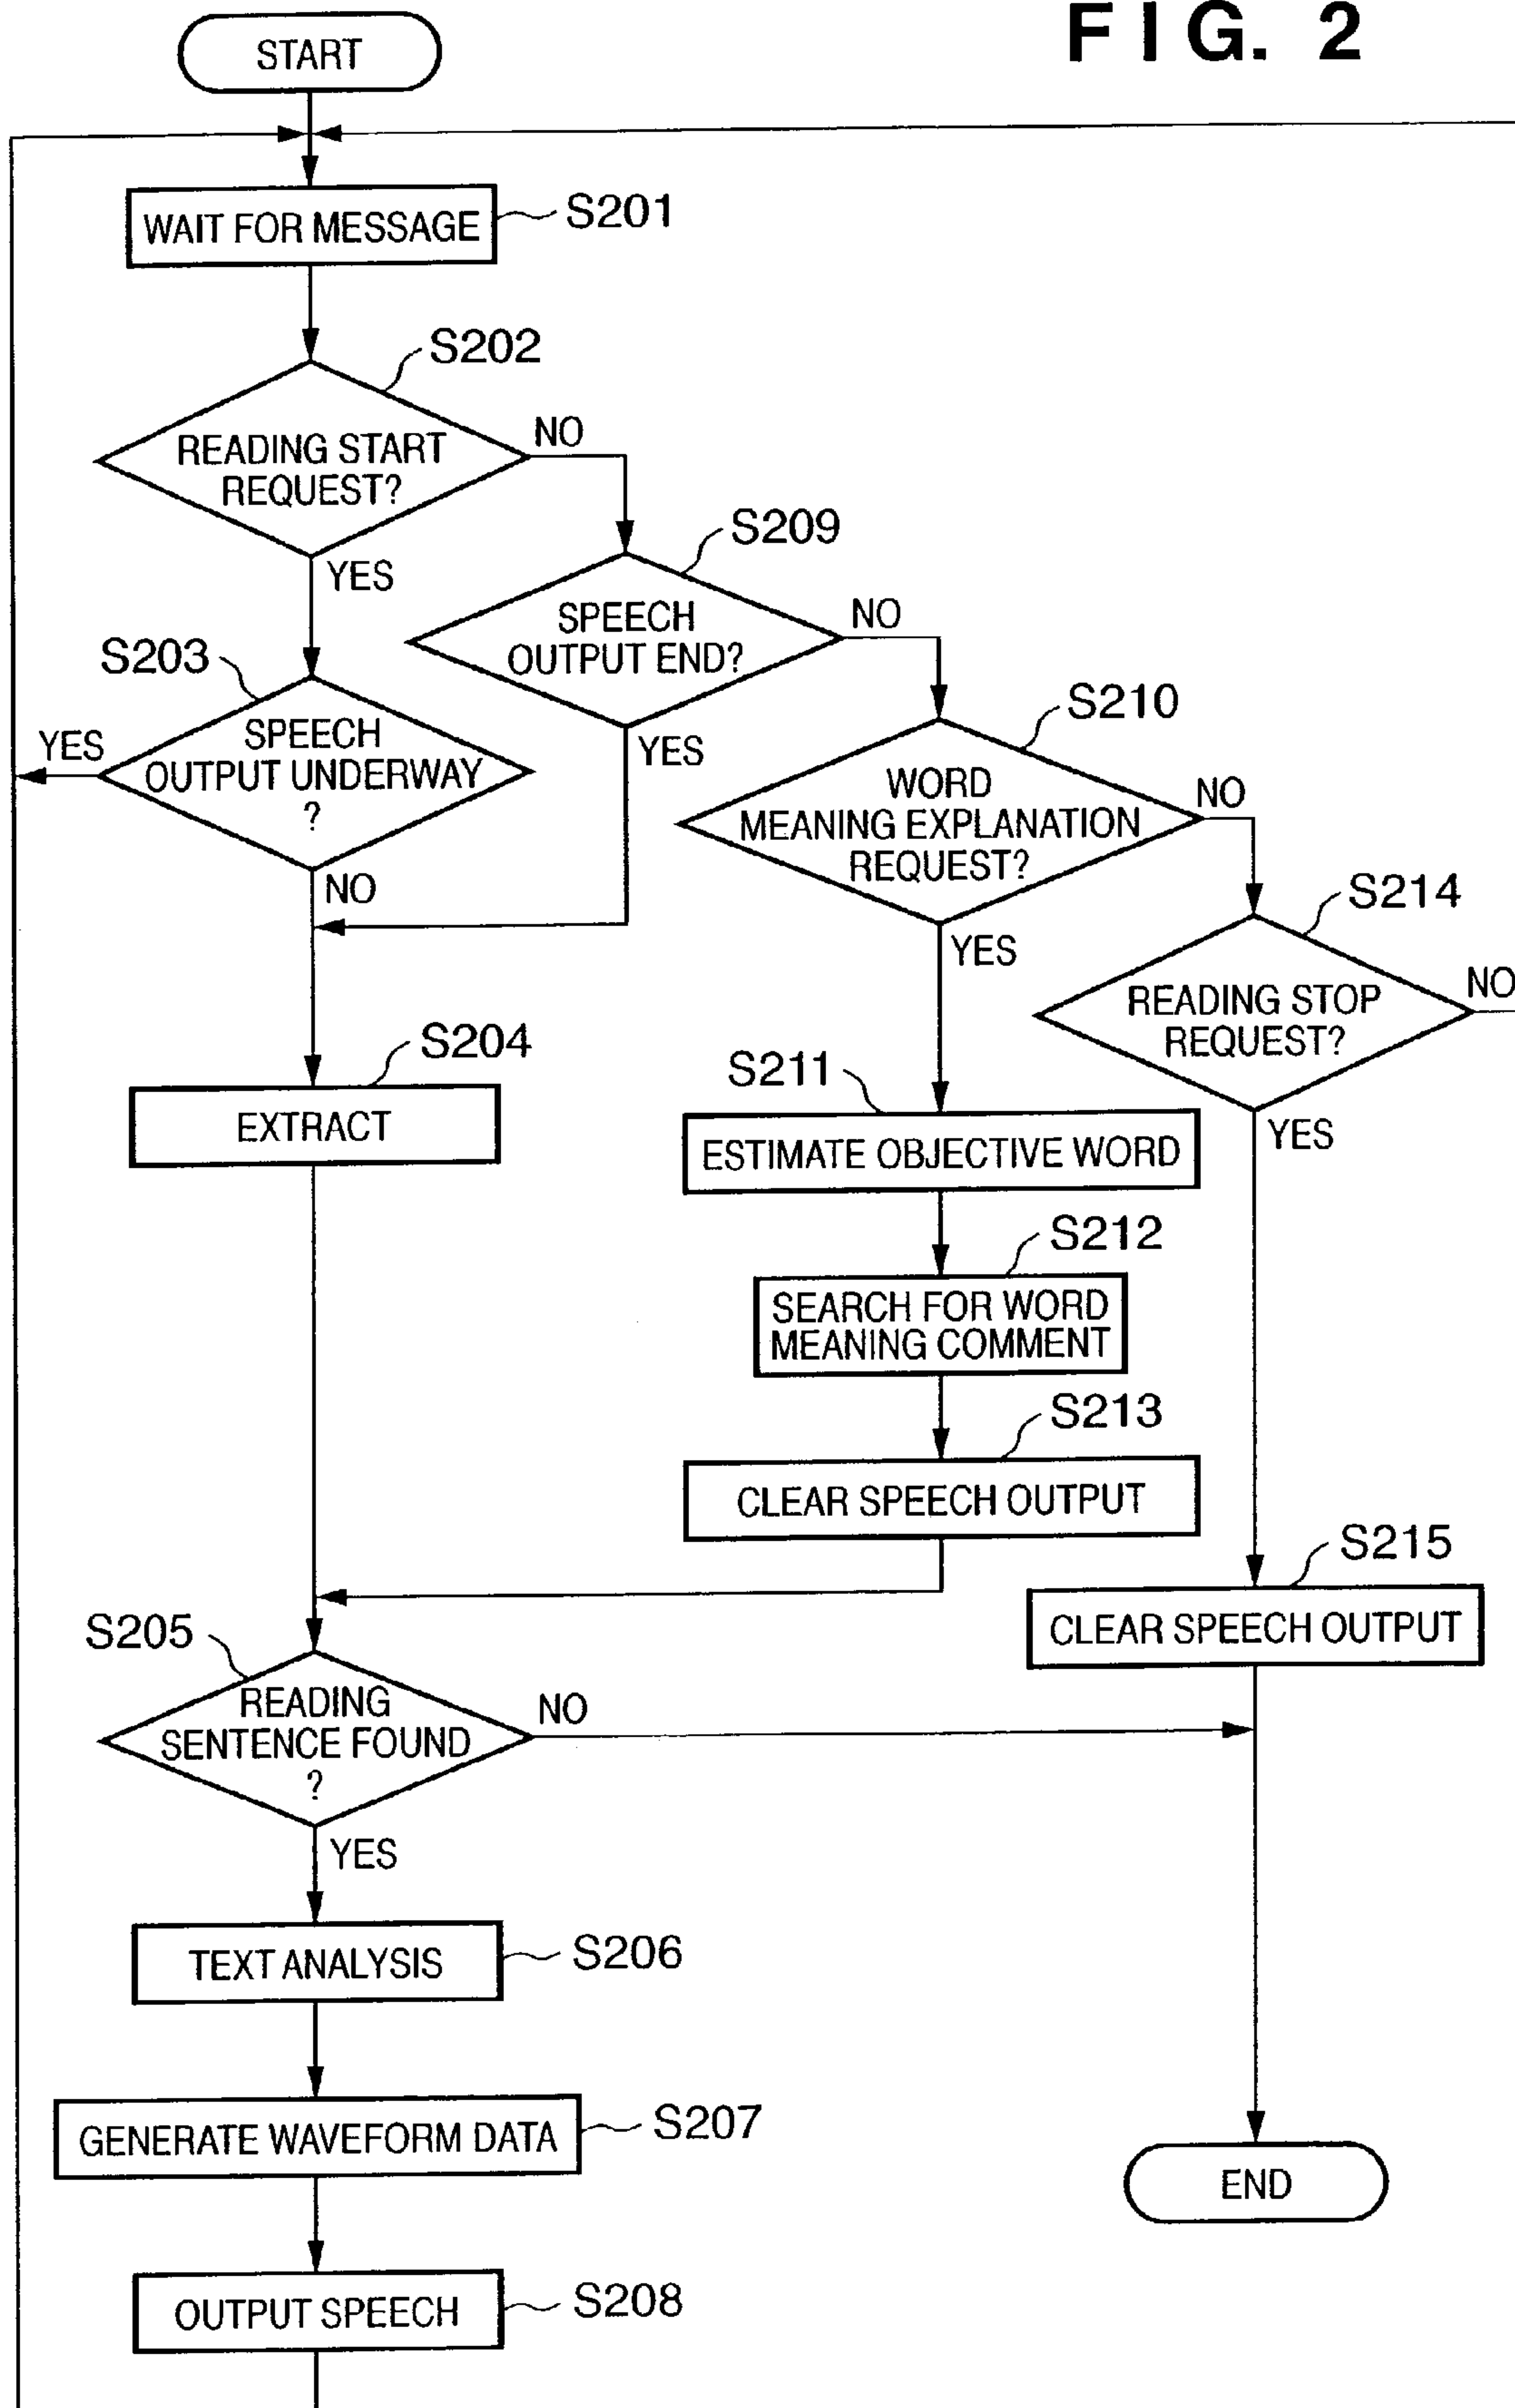 FIG. 2
START
WAIT FOR MESSAGE
S201
S202
READING START
REQUEST?
NO
YES
S209
SPEECH
OUTPUT END?
NO
YES
S203
SPEECH
OUTPUT UNDERWAY
?
YES
NO
S210
WORD
MEANING EXPLANATION
REQUEST?
NO
YES
S214
READING STOP
REQUEST?
NO
YES
S204
EXTRACT
S211
ESTIMATE OBJECTIVE WORD
S212
SEARCH FOR WORD
MEANING COMMENT
S213
CLEAR SPEECH OUTPUT
S215
CLEAR SPEECH OUTPUT
S205
READING
SENTENCE FOUND
?
NO
YES
TEXT ANALYSIS
S206
GENERATE WAVEFORM DATA
S207
END
OUTPUT SPEECH
S208